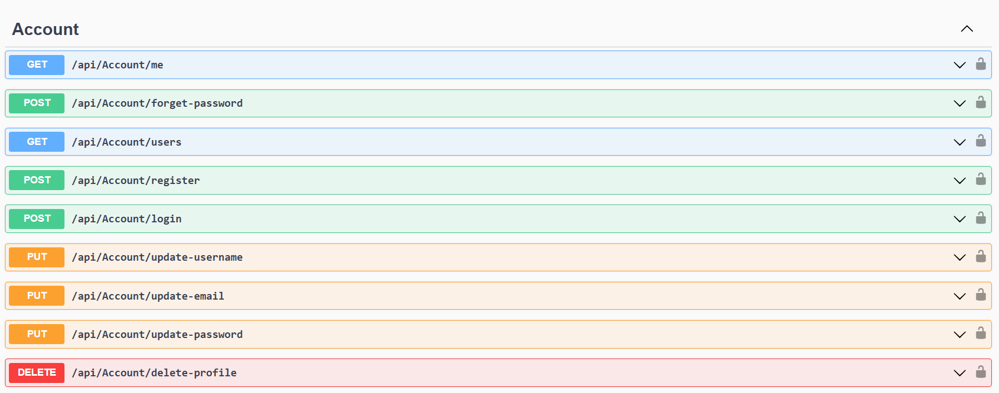 Account
GET /api/Account/me
POST /api/Account/forget-password
GET /api/Account/users
POST /api/Account/register
POST /api/Account/login
PUT /api/Account/update-username
PUT /api/Account/update-email
PUT /api/Account/update-password
DELETE /api/Account/delete-profile